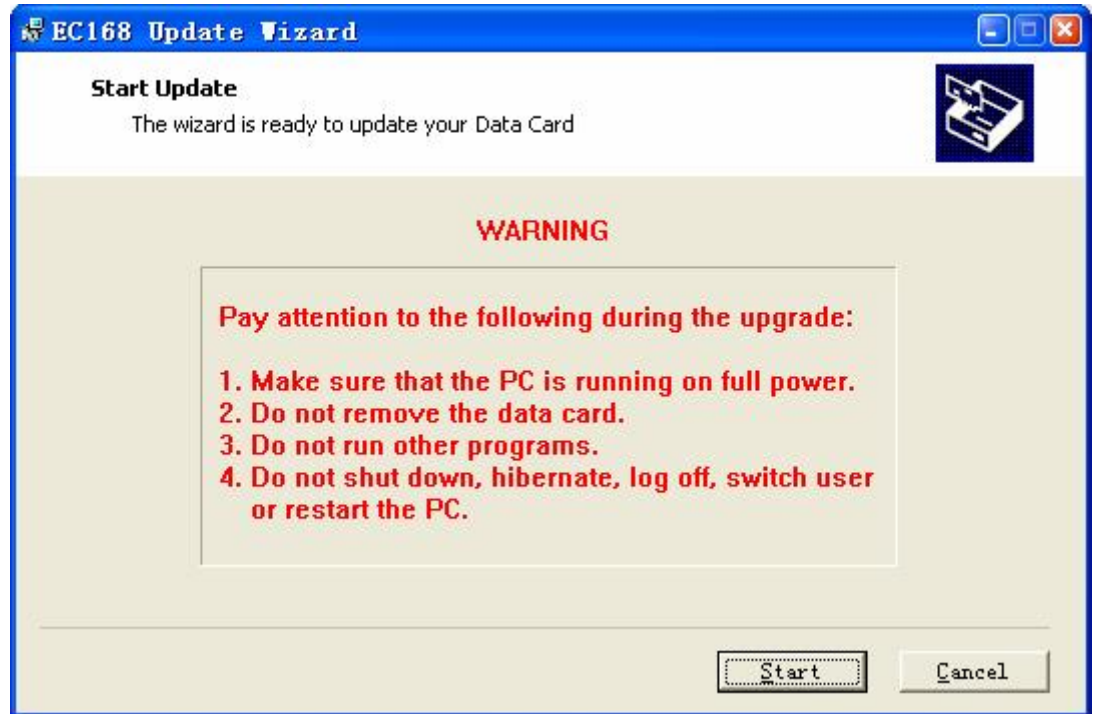 EC168 Update Wizard
Start Update
The wizard is ready to update your Data Card
WARNING
Pay attention to the following during the upgrade:
1. Make sure that the PC is running on full power.
2. Do not remove the data card.
3. Do not run other programs.
4. Do not shut down, hibernate, log off, switch user
or restart the PC.
Start
Cancel